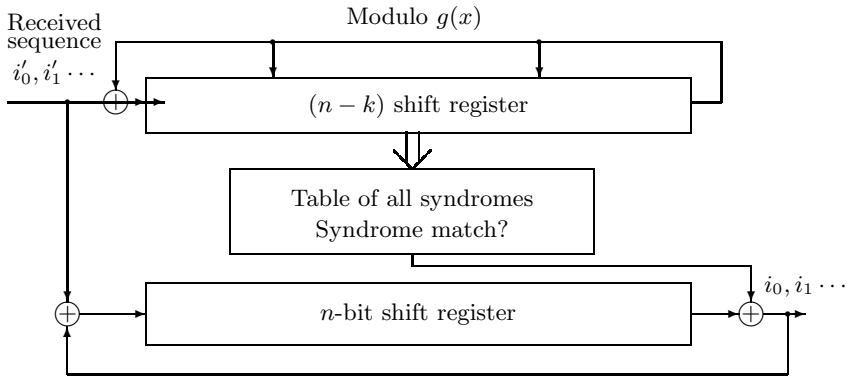 Modulo g(x)
Received
sequence
i′₀, i′₁ ⋯
(n − k) shift register
Table of all syndromes
Syndrome match?
i₀, i₁ ⋯
n-bit shift register